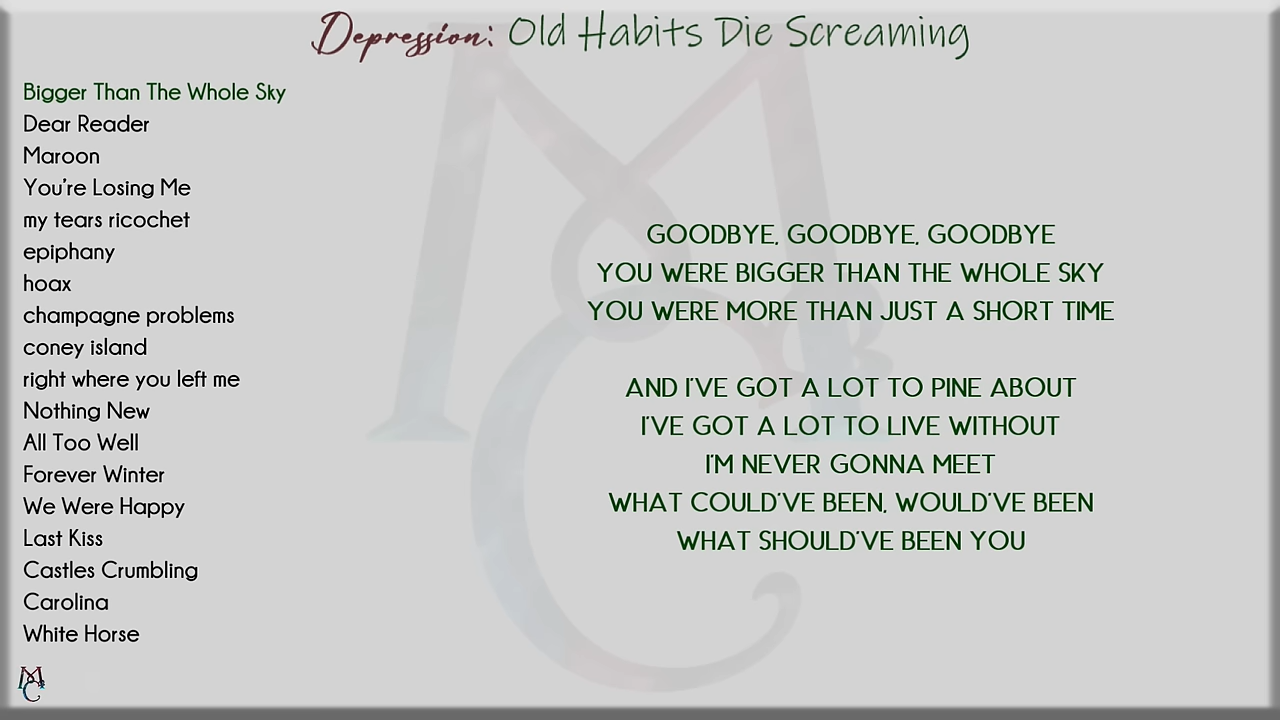 Depression: Old Habits Die Screaming
Bigger Than The Whole Sky
Dear Reader
Maroon
You're Losing Me
my tears ricochet
epiphany
hoax
champagne problems
coney island
right where you left me
Nothing New
All Too Well
Forever Winter
We Were Happy
Last Kiss
Castles Crumbling
Carolina
White Horse
GOODBYE, GOODBYE, GOODBYE
YOU WERE BIGGER THAN THE WHOLE SKY
YOU WERE MORE THAN JUST A SHORT TIME
AND I'VE GOT A LOT TO PINE ABOUT
I'VE GOT A LOT TO LIVE WITHOUT
I'M NEVER GONNA MEET
WHAT COULD'VE BEEN, WOULD'VE BEEN
WHAT SHOULD'VE BEEN YOU